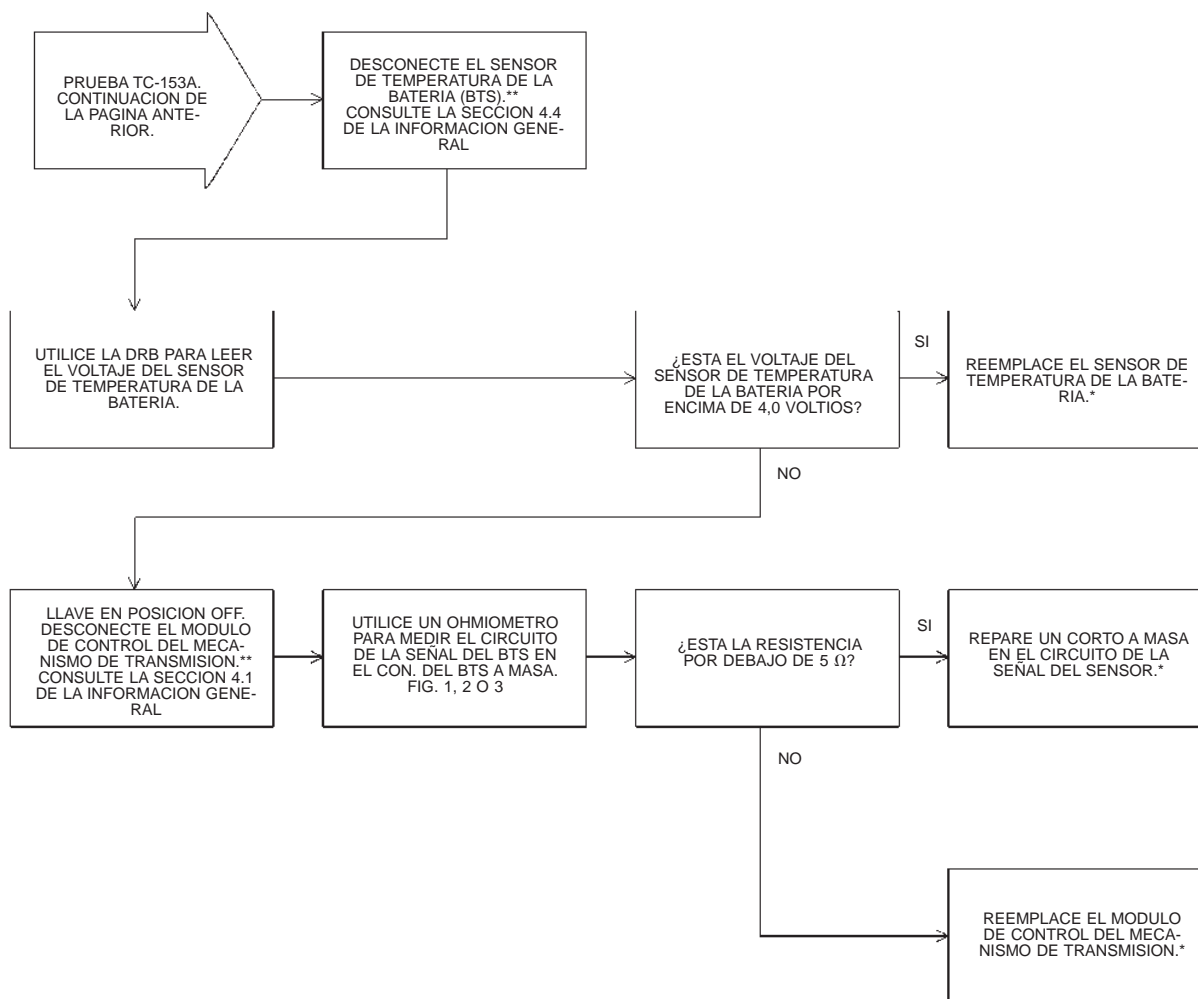 PRUEBA TC-153A.
CONTINUACION DE
LA PAGINA ANTE-
RIOR.
DESCONECTE EL SENSOR
DE TEMPERATURA DE LA
BATERIA (BTS).**
CONSULTE LA SECCION 4.4
DE LA INFORMACION GENE-
RAL
UTILICE LA DRB PARA LEER
EL VOLTAJE DEL SENSOR
DE TEMPERATURA DE LA
BATERIA.
¿ESTA EL VOLTAJE DEL
SENSOR DE TEMPERATURA
DE LA BATERIA POR
ENCIMA DE 4,0 VOLTIOS?
SI
REEMPLACE EL SENSOR DE
TEMPERATURA DE LA BATE-
RIA.*
NO
LLAVE EN POSICION OFF.
DESCONECTE EL MODULO
DE CONTROL DEL MECA-
NISMO DE TRANSMISION.**
CONSULTE LA SECCION 4.1
DE LA INFORMACION GENE-
RAL
UTILICE UN OHMIOMETRO
PARA MEDIR EL CIRCUITO
DE LA SEÑAL DEL BTS EN
EL CON. DEL BTS A MASA.
FIG. 1, 2 O 3
¿ESTA LA RESISTENCIA
POR DEBAJO DE 5 Ω?
SI
REPARE UN CORTO A MASA
EN EL CIRCUITO DE LA
SEÑAL DEL SENSOR.*
NO
REEMPLACE EL MODULO
DE CONTROL DEL MECA-
NISMO DE TRANSMISION.*